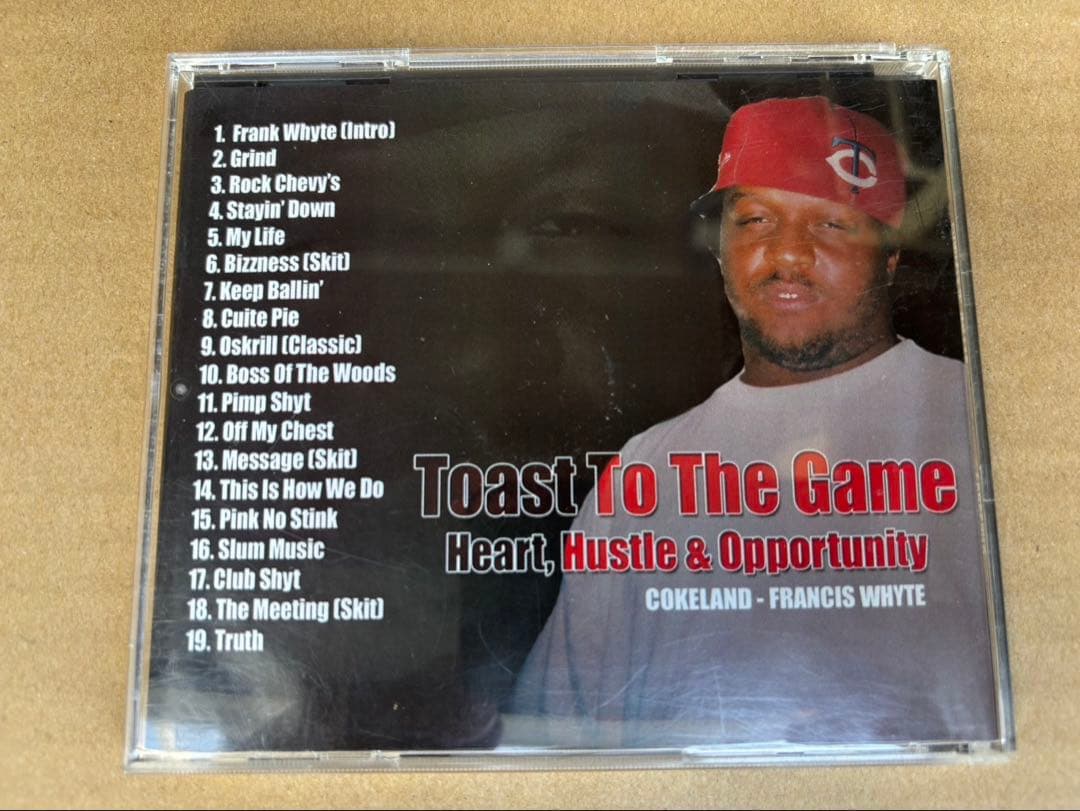 1. Frank Whyte (Intro)
2. Grind
3. Rock Chevy's
4. Stayin' Down
5. My Life
6. Bizzness (Skit)
7. Keep Ballin'
8. Cuite Pie
9. Oskrill (Classic)
10. Boss Of The Woods
11. Pimp Shyt
12. Off My Chest
13. Message (Skit)
14. This Is How We Do
15. Pink No Stink
16. Slum Music
17. Club Shyt
18. The Meeting (Skit)
19. Truth
TC
Toast To The Game
Heart, Hustle & Opportunity
COKELAND - FRANCIS WHYTE